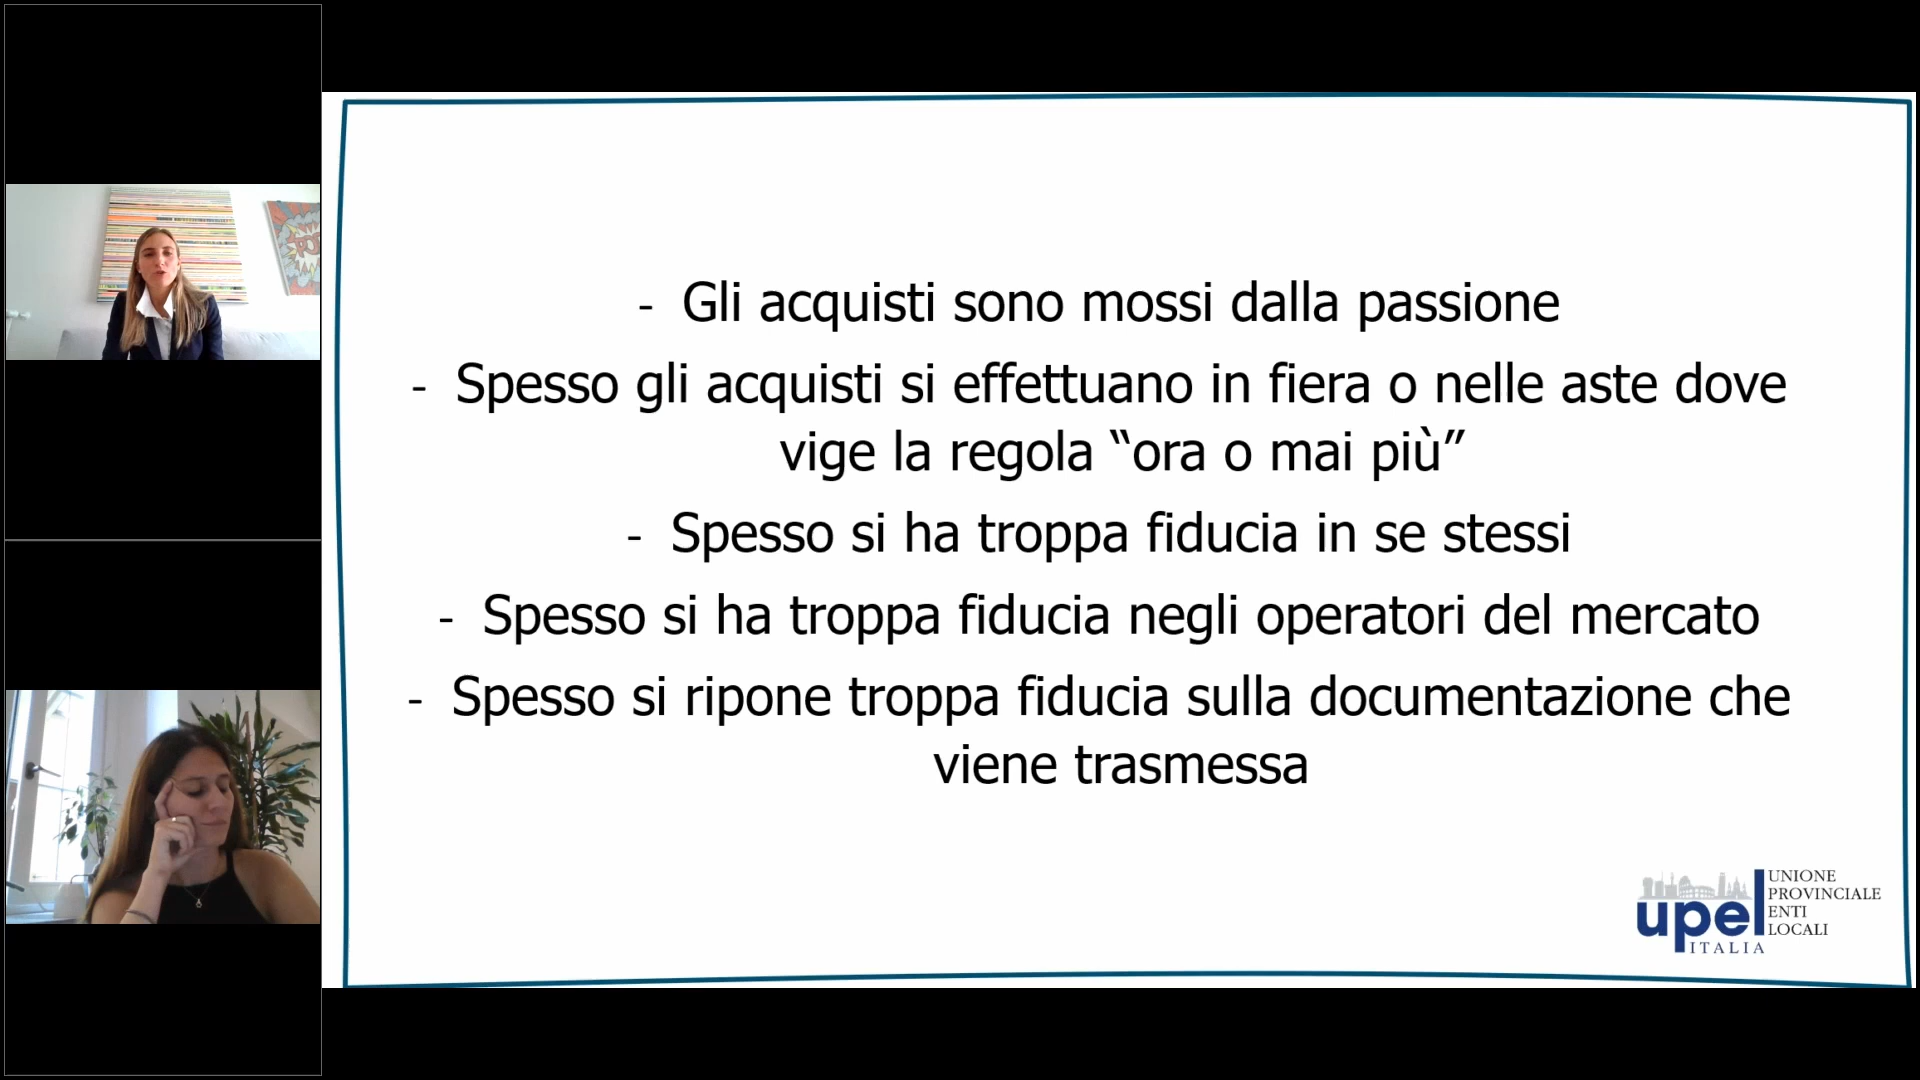 - Gli acquisti sono mossi dalla passione
- Spesso gli acquisti si effettuano in fiera o nelle aste dove
vige la regola “ora o mai più”
- Spesso si ha troppa fiducia in se stessi
- Spesso si ha troppa fiducia negli operatori del mercato
- Spesso si ripone troppa fiducia sulla documentazione che
viene trasmessa
upel
ITALIA
UNIONE
PROVINCIALE
ENTI
LOCALI